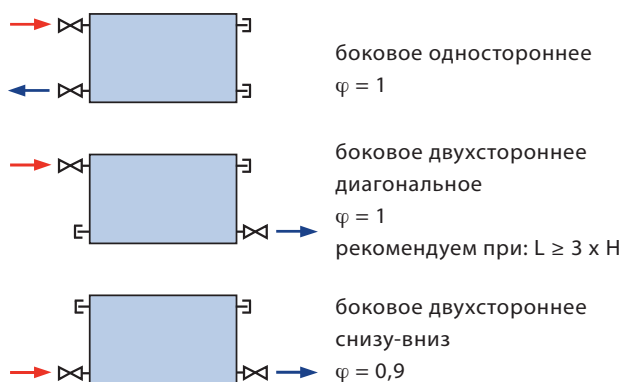 боковое одностороннее
φ = 1
боковое двухстороннее
диагональное
φ = 1
рекомендуем при: L ≥ 3 x H
боковое двухстороннее
снизу-вниз
φ = 0,9